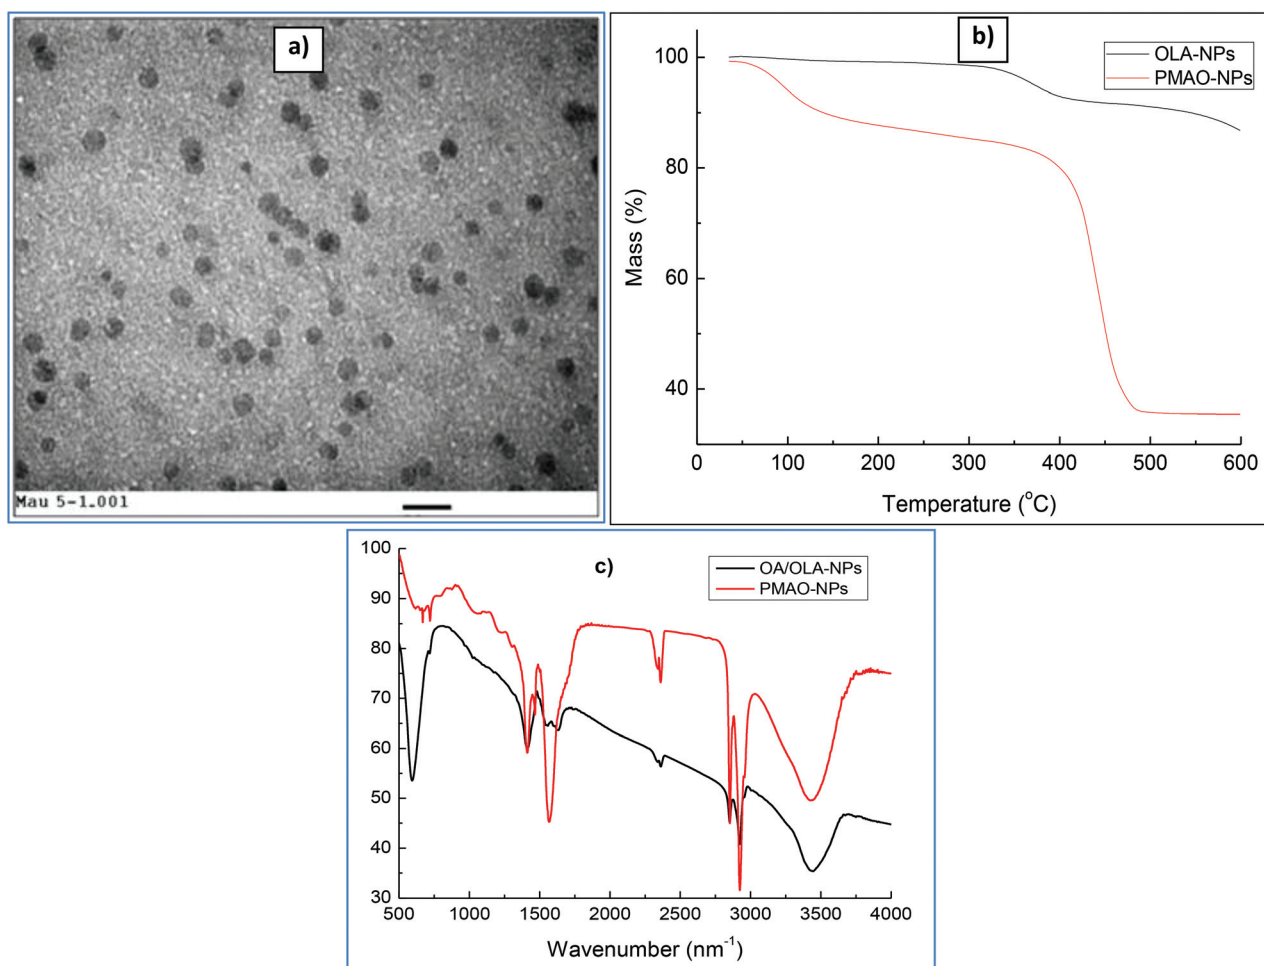 a)
Mau 5-1.001
b)
OLA-NPs
PMAO-NPs
100
80
60
40
Mass (%)
0 100 200 300 400 500 600
Temperature (°C)
c)
OA/OLA-NPs
PMAO-NPs
100
90
80
70
60
50
40
30
500 1000 1500 2000 2500 3000 3500 4000
Wavenumber (nm⁻¹)